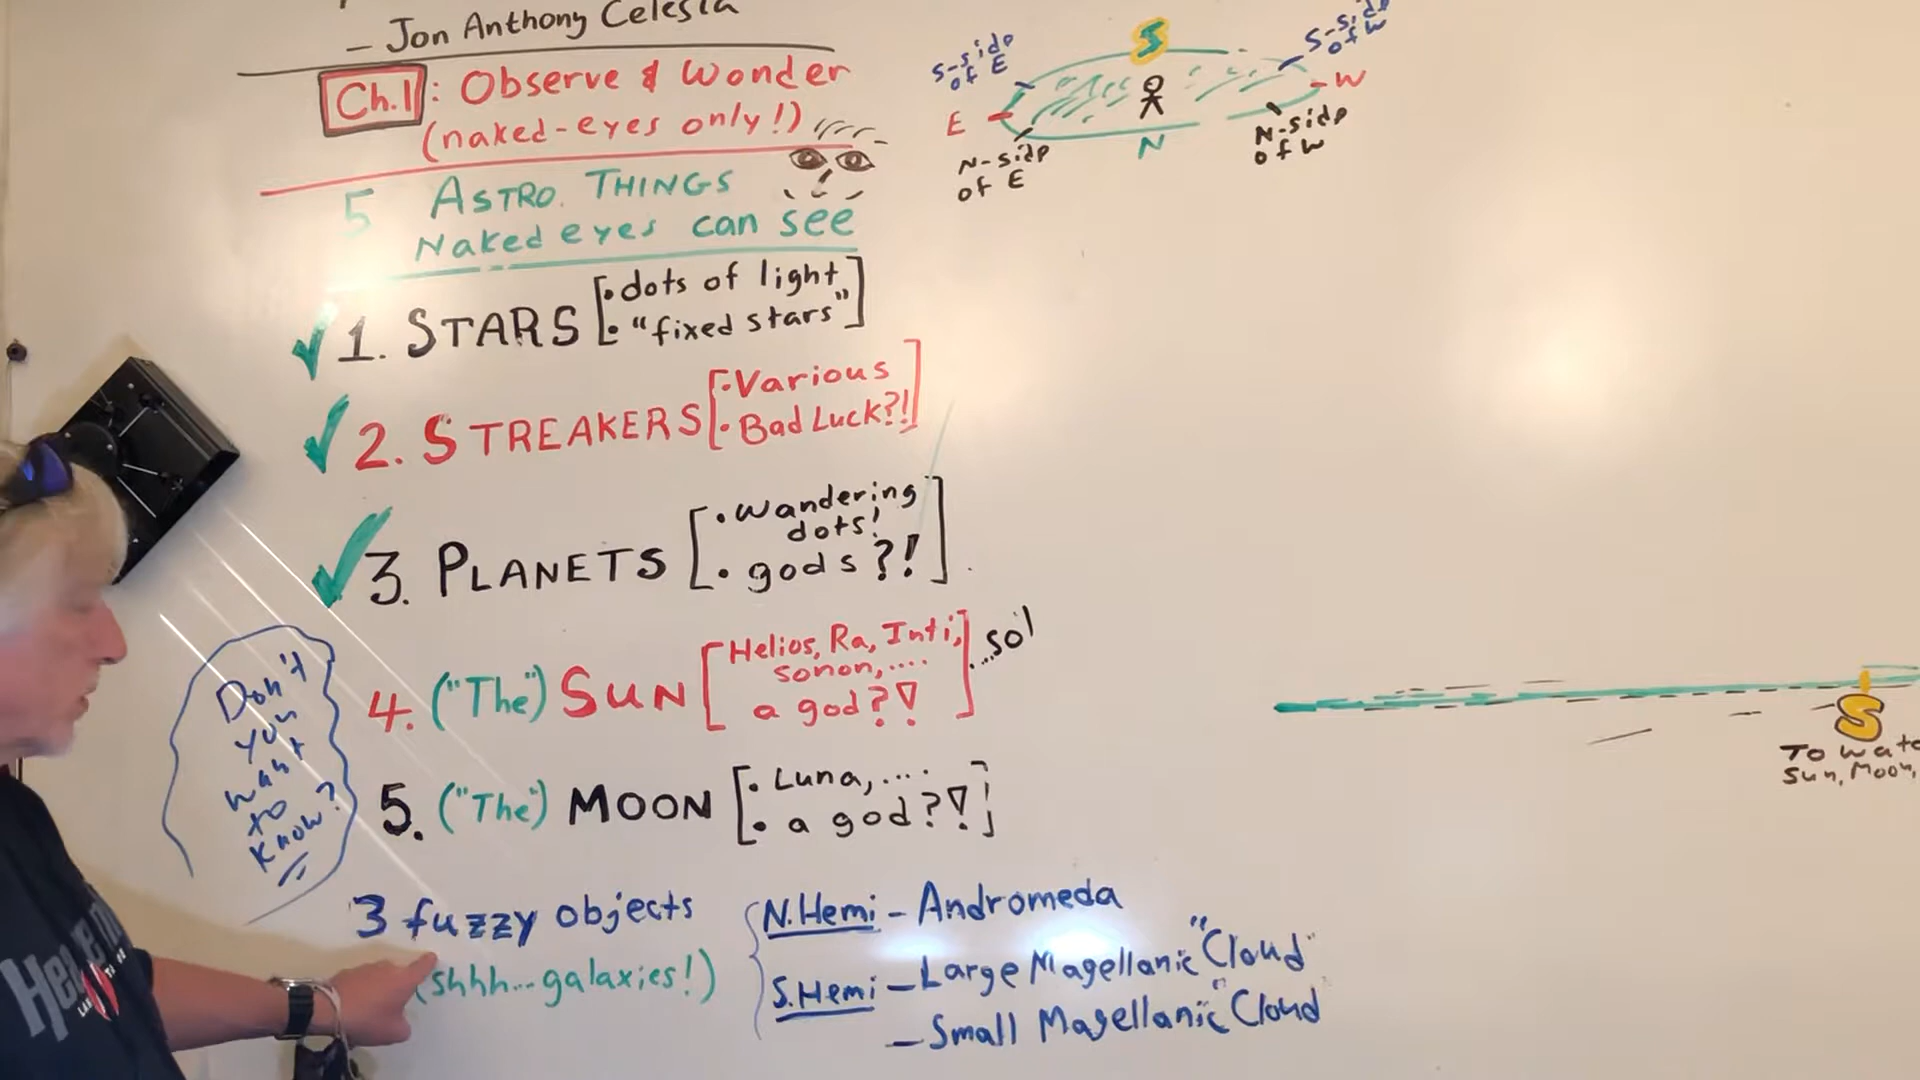 – Jon Anthony Celesta
Ch.1: Observe & Wonder
(naked-eyes only!)
5 ASTRO. THINGS
Naked eyes can see
1. STARS [• dots of light
• "fixed stars"]
2. STREAKERS [• Various
• Bad Luck?!]
3. PLANETS [• Wandering
dots!
• gods?!]
4. ("The") SUN [Helios, Ra, Inti,
sonon, ....
a god?!] ...so!
5. ("The") MOON [• Luna, ....
• a god?!]
3 fuzzy objects
(shhh...galaxies!)
N.Hemi – Andromeda
S.Hemi – Large Magellanic "Cloud"
– Small Magellanic "Cloud
Don't
you
want
to
know?
S
S-side
of E
S-side
of W
E
W
N-side
of E
N
N-side
of W
S
To
Sun, Moon,